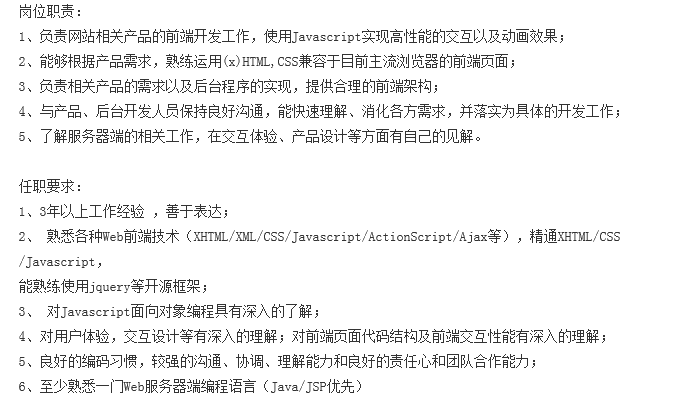 岗位职责：
1、负责网站相关产品的前端开发工作，使用Javascript实现高性能的交互以及动画效果；
2、能够根据产品需求，熟练运用(x)HTML,CSS兼容于目前主流浏览器的前端页面；
3、负责相关产品的需求以及后台程序的实现，提供合理的前端架构；
4、与产品、后台开发人员保持良好沟通，能快速理解、消化各方需求，并落实为具体的开发工作；
5、了解服务器端的相关工作，在交互体验、产品设计等方面有自己的见解。
任职要求：
1、3年以上工作经验 ，善于表达；
2、 熟悉各种Web前端技术（XHTML/XML/CSS/Javascript/ActionScript/Ajax等），精通XHTML/CSS
/Javascript，
能熟练使用jquery等开源框架；
3、 对Javascript面向对象编程具有深入的了解；
4、对用户体验，交互设计等有深入的理解；对前端页面代码结构及前端交互性能有深入的理解；
5、良好的编码习惯，较强的沟通、协调、理解能力和良好的责任心和团队合作能力；
6、至少熟悉一门Web服务器端编程语言（Java/JSP优先）